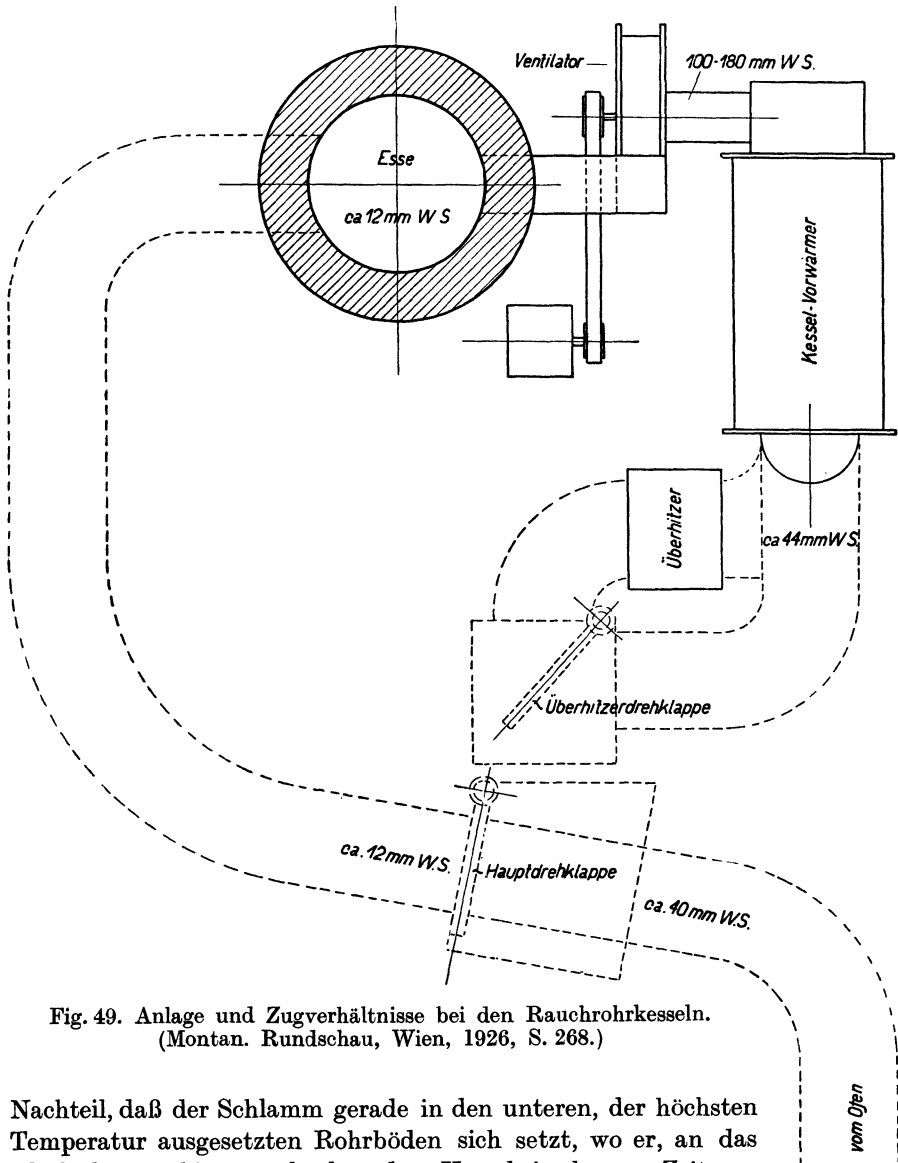 Ventilator
100-180 mm W S.
Esse
ca 12 mm W S
Kessel-Vorwärmer
Überhitzer
ca 44 mm W S.
Überhitzerdrehklappe
ca. 12 mm W.S.
Hauptdrehklappe
ca. 40 mm W.S.
vom Ofen
Fig. 49. Anlage und Zugverhältnisse bei den Rauchrohrkesseln.
(Montan. Rundschau, Wien, 1926, S. 268.)
Nachteil, daß der Schlamm gerade in den unteren, der höchsten
Temperatur ausgesetzten Rohrböden sich setzt, wo er, an das